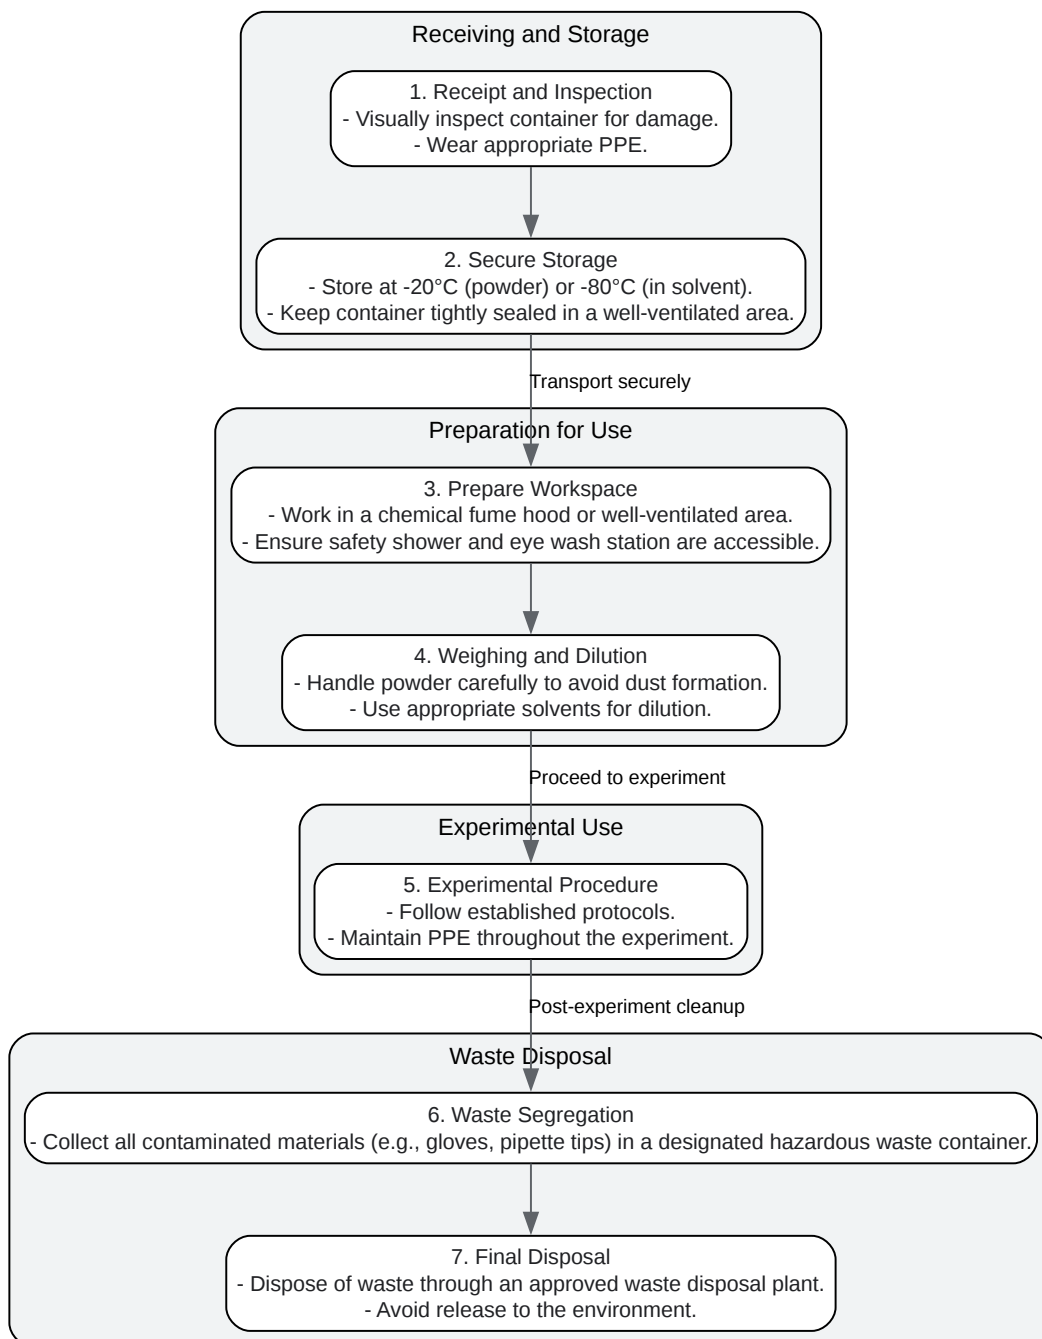 Receiving and Storage
1. Receipt and Inspection
- Visually inspect container for damage.
- Wear appropriate PPE.
2. Secure Storage
- Store at -20°C (powder) or -80°C (in solvent).
- Keep container tightly sealed in a well-ventilated area.
Transport securely
Preparation for Use
3. Prepare Workspace
- Work in a chemical fume hood or well-ventilated area.
- Ensure safety shower and eye wash station are accessible.
4. Weighing and Dilution
- Handle powder carefully to avoid dust formation.
- Use appropriate solvents for dilution.
Proceed to experiment
Experimental Use
5. Experimental Procedure
- Follow established protocols.
- Maintain PPE throughout the experiment.
Post-experiment cleanup
Waste Disposal
6. Waste Segregation
- Collect all contaminated materials (e.g., gloves, pipette tips) in a designated hazardous waste container.
7. Final Disposal
- Dispose of waste through an approved waste disposal plant.
- Avoid release to the environment.